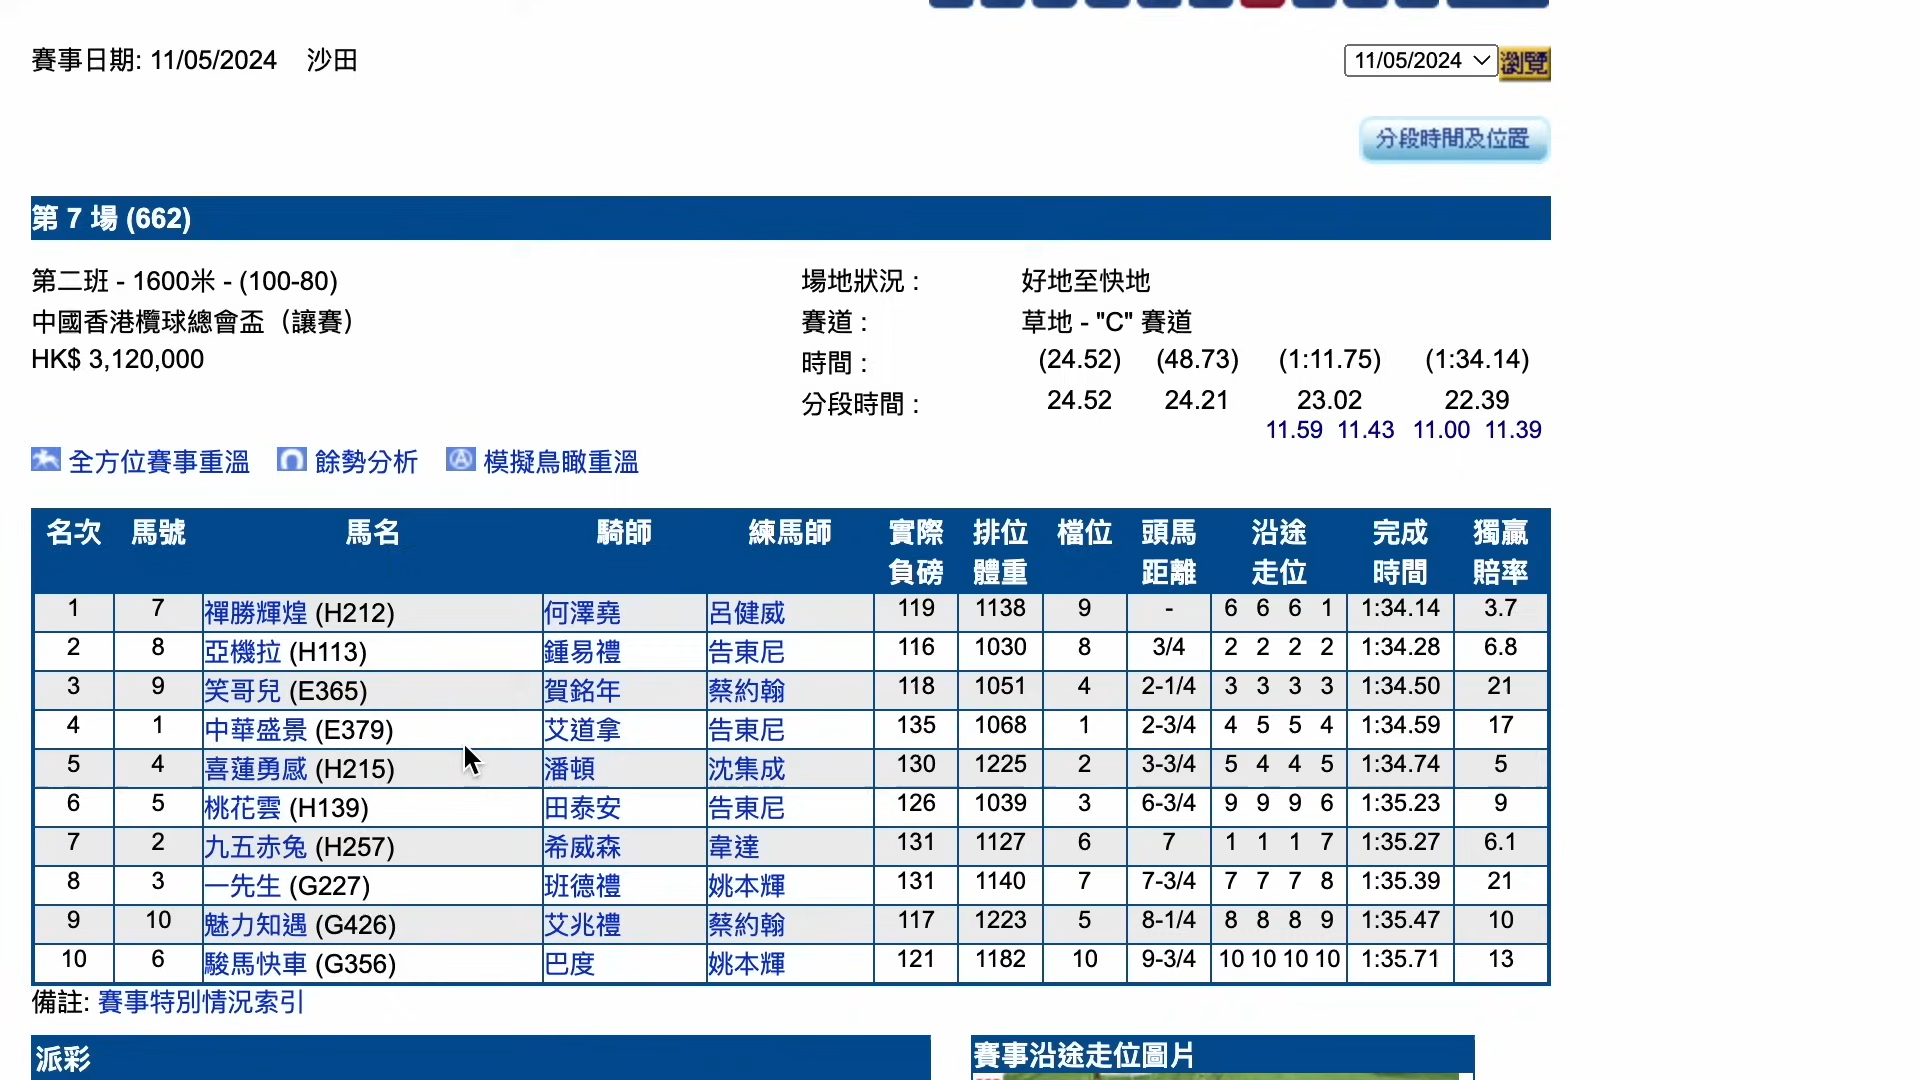 賽事日期: 11/05/2024 沙田
11/05/2024 瀏覽
分段時間及位置
第 7 場 (662)
第二班 - 1600米 - (100-80)
場地狀況 : 好地至快地
中國香港欖球總會盃（讓賽）
賽道 : 草地 - "C" 賽道
HK$ 3,120,000
時間 : (24.52) (48.73) (1:11.75) (1:34.14)
分段時間 : 24.52 24.21 23.02 22.39
11.59 11.43 11.00 11.39
全方位賽事重溫 餘勢分析 模擬鳥瞰重溫
名次 馬號 馬名 騎師 練馬師 實際負磅 排位體重 檔位 頭馬距離 沿途走位 完成時間 獨贏賠率
1 7 禪勝輝煌 (H212) 何澤堯 呂健威 119 1138 9 - 6 6 6 1 1:34.14 3.7
2 8 亞機拉 (H113) 鍾易禮 告東尼 116 1030 8 3/4 2 2 2 2 1:34.28 6.8
3 9 笑哥兒 (E365) 賀銘年 蔡約翰 118 1051 4 2-1/4 3 3 3 3 1:34.50 21
4 1 中華盛景 (E379) 艾道拿 告東尼 135 1068 1 2-3/4 4 5 5 4 1:34.59 17
5 4 喜蓮勇感 (H215) 潘頓 沈集成 130 1225 2 3-3/4 5 4 4 5 1:34.74 5
6 5 桃花雲 (H139) 田泰安 告東尼 126 1039 3 6-3/4 9 9 9 6 1:35.23 9
7 2 九五赤兔 (H257) 希威森 韋達 131 1127 6 7 1 1 1 7 1:35.27 6.1
8 3 一先生 (G227) 班德禮 姚本輝 131 1140 7 7-3/4 7 7 7 8 1:35.39 21
9 10 魅力知遇 (G426) 艾兆禮 蔡約翰 117 1223 5 8-1/4 8 8 8 9 1:35.47 10
10 6 駿馬快車 (G356) 巴度 姚本輝 121 1182 10 9-3/4 10 10 10 10 1:35.71 13
備註: 賽事特別情況索引
派彩
賽事沿途走位圖片